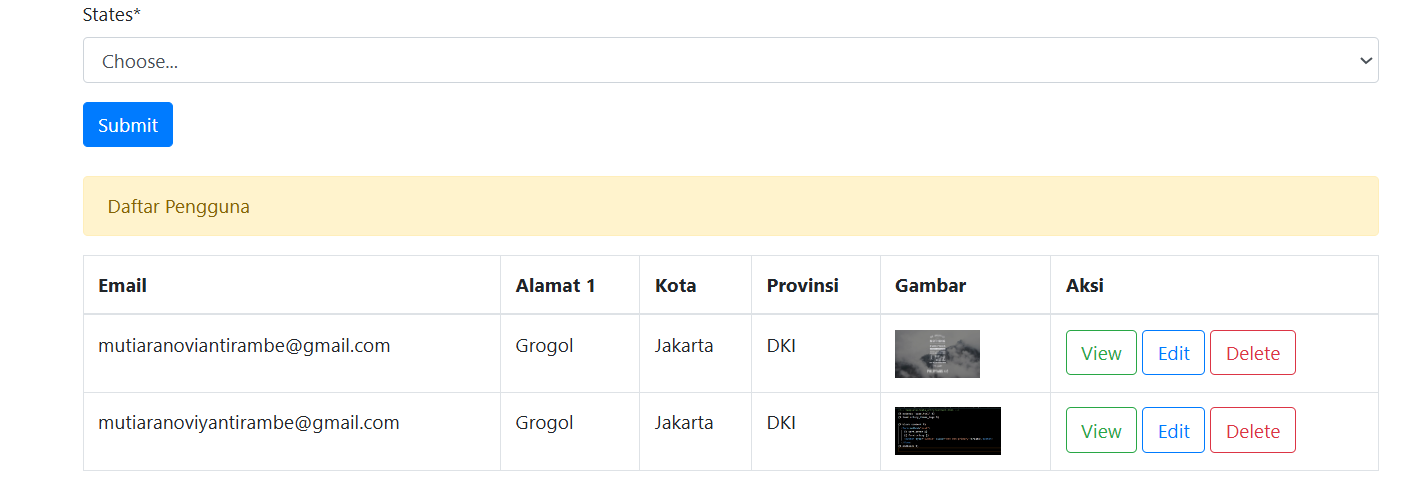 States*
Choose...
Submit
Daftar Pengguna
Email Alamat 1 Kota Provinsi Gambar Aksi
mutiaranoviantirambe@gmail.com Grogol Jakarta DKI View Edit Delete
mutiaranoviyantirambe@gmail.com Grogol Jakarta DKI View Edit Delete